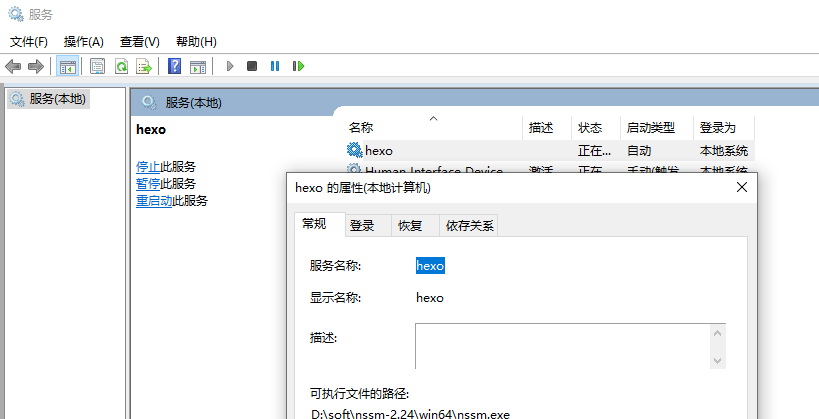 服务
文件(F) 操作(A) 查看(V) 帮助(H)
服务(本地)
服务(本地)
hexo
停止此服务
暂停此服务
重启动此服务
名称 描述 状态 启动类型 登录为
hexo 正在... 自动 本地系统
Human Interface Device 激活 正在 手动(触发 本地系统
hexo 的属性(本地计算机)
常规 登录 恢复 依存关系
服务名称: hexo
显示名称: hexo
描述:
可执行文件的路径:
D:\soft\nssm-2.24\win64\nssm.exe